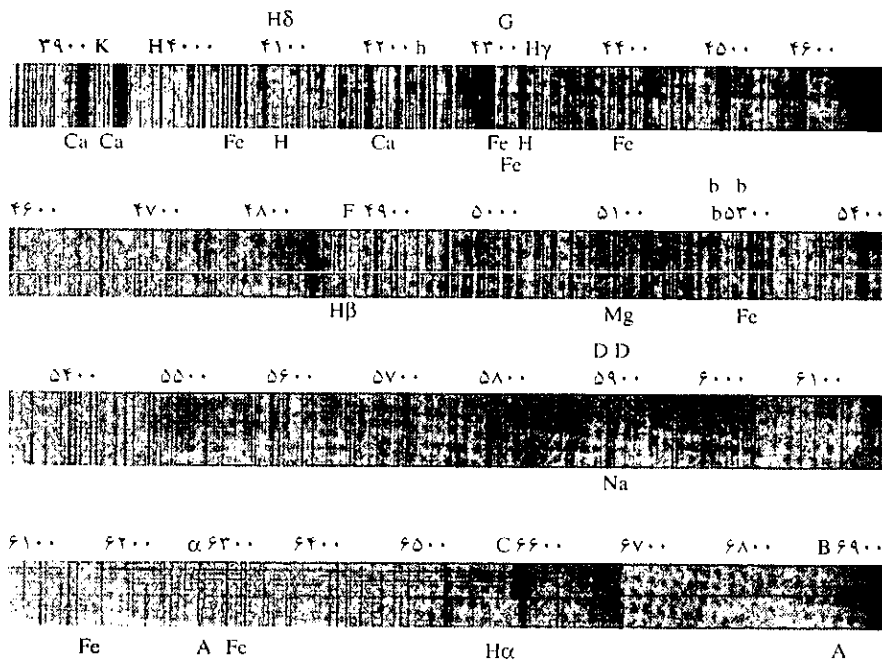 Hδ G
۳۹۰۰ K H ۴۰۰۰ ۴۱۰۰ ۴۲۰۰ h ۴۳۰۰ Hγ ۴۴۰۰ ۴۵۰۰ ۴۶۰۰
Ca Ca Fe H Ca Fe H Fe
Fe
b b
۴۶۰۰ ۴۷۰۰ ۴۸۰۰ F ۴۹۰۰ ۵۰۰۰ ۵۱۰۰ b ۵۳۰۰ ۵۴۰۰
Hβ Mg Fe
D D
۵۴۰۰ ۵۵۰۰ ۵۶۰۰ ۵۷۰۰ ۵۸۰۰ ۵۹۰۰ ۶۰۰۰ ۶۱۰۰
Na
۶۱۰۰ ۶۲۰۰ α ۶۳۰۰ ۶۴۰۰ ۶۵۰۰ C ۶۶۰۰ ۶۷۰۰ ۶۸۰۰ B ۶۹۰۰
Fe A Fe Hα A